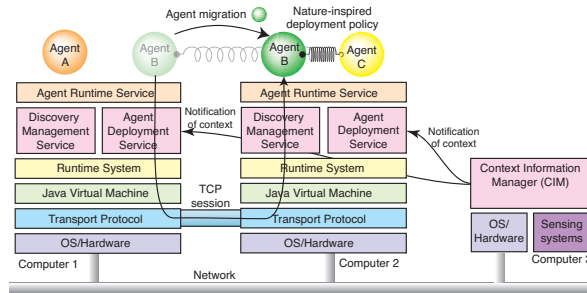 Agent migration
Nature-inspired
deployment policy
Agent
A
Agent
B
Agent
B
Agent
C
Agent Runtime Service
Agent Runtime Service
Notification
of context
Notification
of context
Discovery
Management
Service
Agent
Deployment
Service
Discovery
Management
Service
Agent
Deployment
Service
Runtime System
Runtime System
Context Information
Manager (CIM)
Java Virtual Machine
TCP
session
Java Virtual Machine
Transport Protocol
Transport Protocol
OS/
Hardware
Sensing
systems
OS/Hardware
OS/Hardware
Computer 1
Computer 2
Computer 3
Network